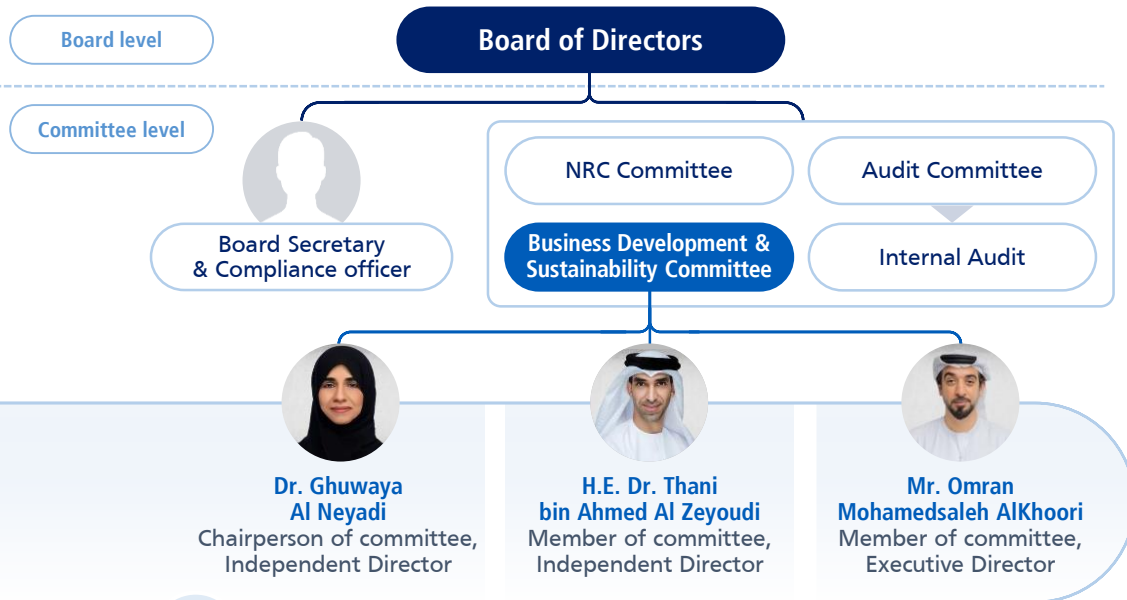 Board level
Board of Directors
Committee level
NRC Committee
Audit Committee
Board Secretary
& Compliance officer
Business Development &
Sustainability Committee
Internal Audit
Dr. Ghuwaya
Al Neyadi
Chairperson of committee,
Independent Director
H.E. Dr. Thani
bin Ahmed Al Zeyoudi
Member of committee,
Independent Director
Mr. Omran
Mohamedsaleh AlKhoori
Member of committee,
Executive Director